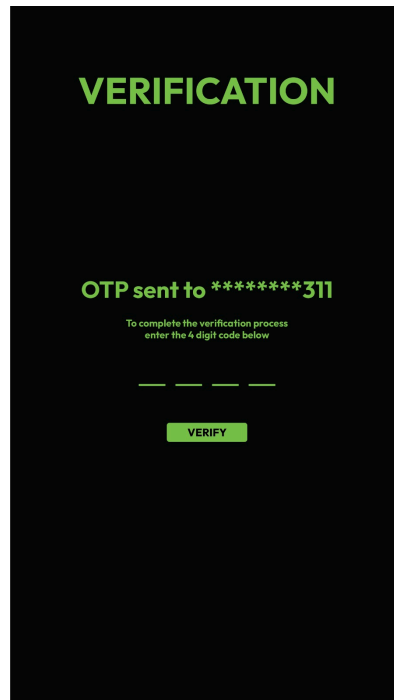 VERIFICATION
OTP sent to ********311
To complete the verification process
enter the 4 digit code below
VERIFY